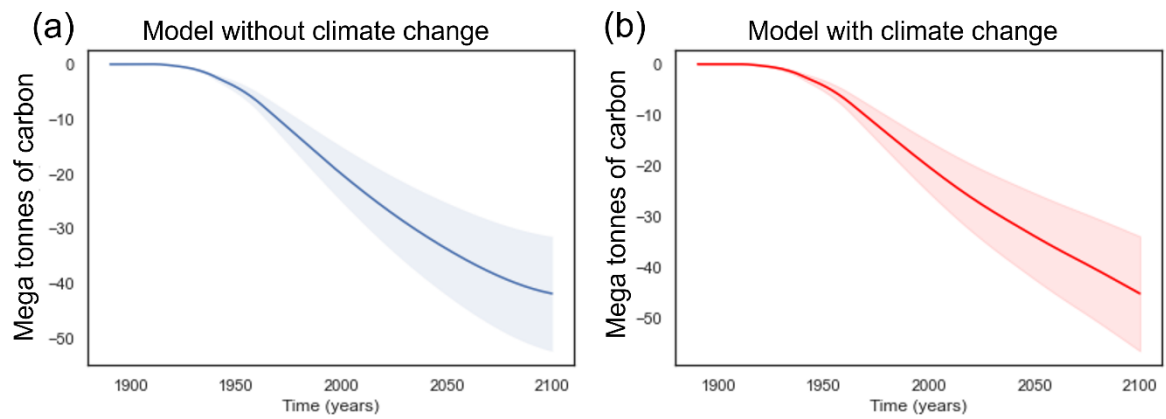 (a) Model without climate change
Mega tonnes of carbon
0
−10
−20
−30
−40
−50
1900 1950 2000 2050 2100
Time (years)
(b) Model with climate change
Mega tonnes of carbon
0
−10
−20
−30
−40
−50
1900 1950 2000 2050 2100
Time (years)